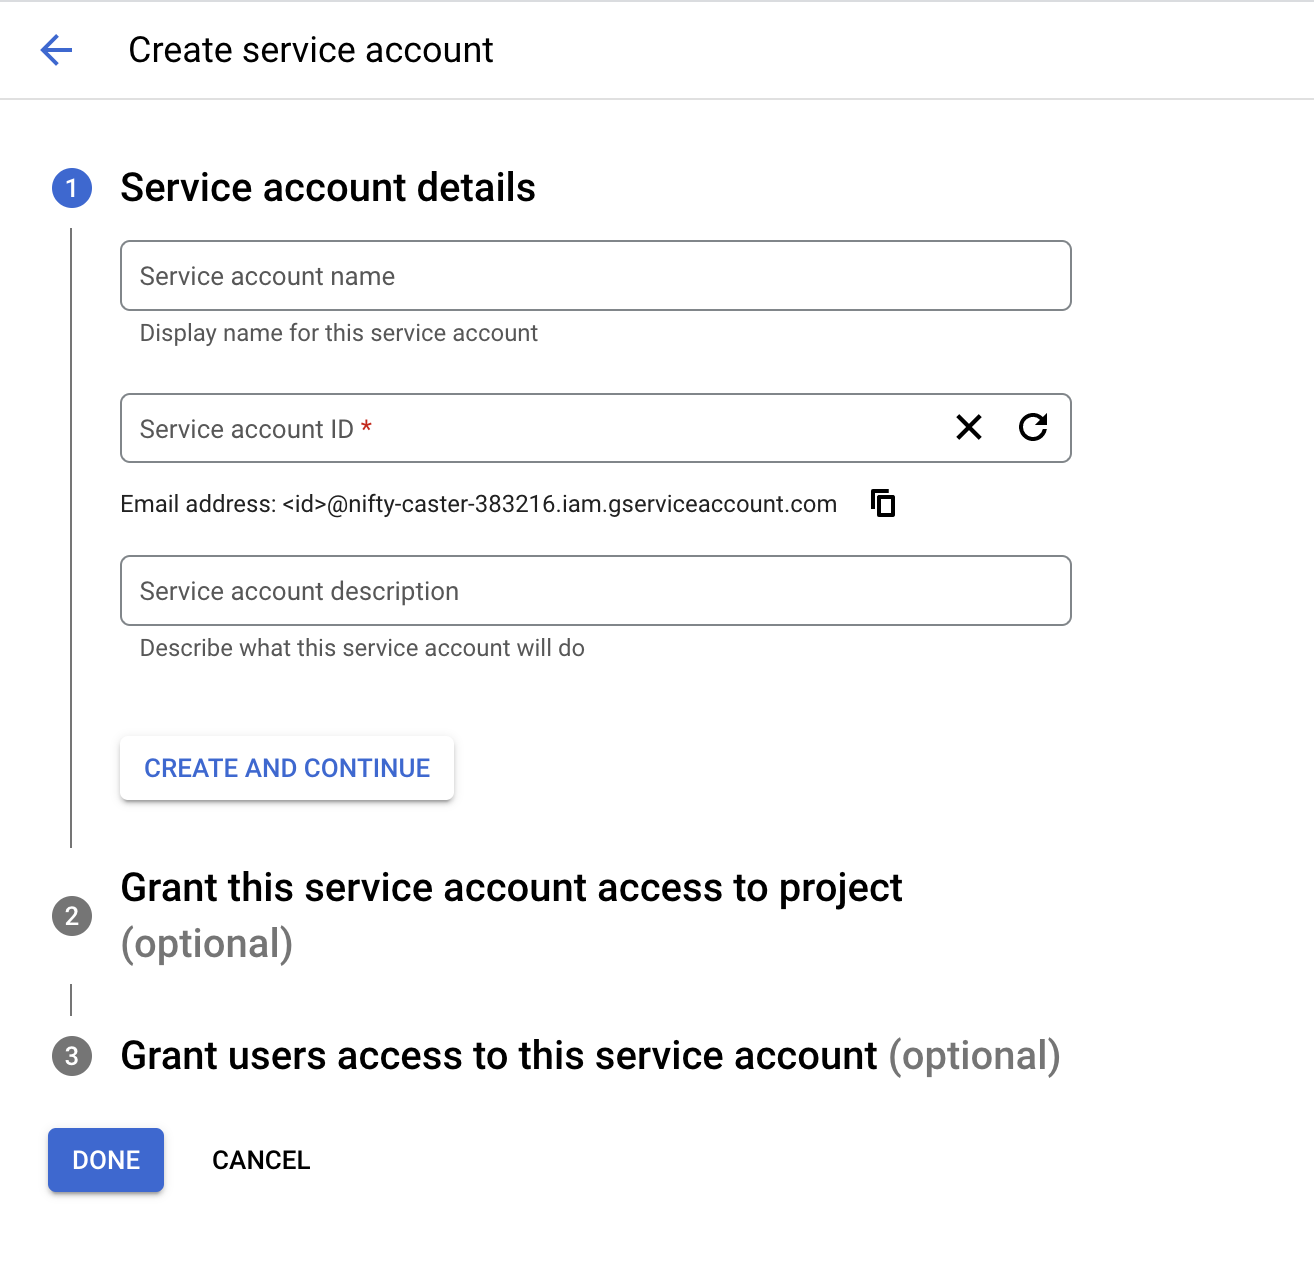 Create service account
1 Service account details
Service account name
Display name for this service account
Service account ID *
Email address: <id>@nifty-caster-383216.iam.gserviceaccount.com
Service account description
Describe what this service account will do
CREATE AND CONTINUE
2 Grant this service account access to project
(optional)
3 Grant users access to this service account (optional)
DONE CANCEL